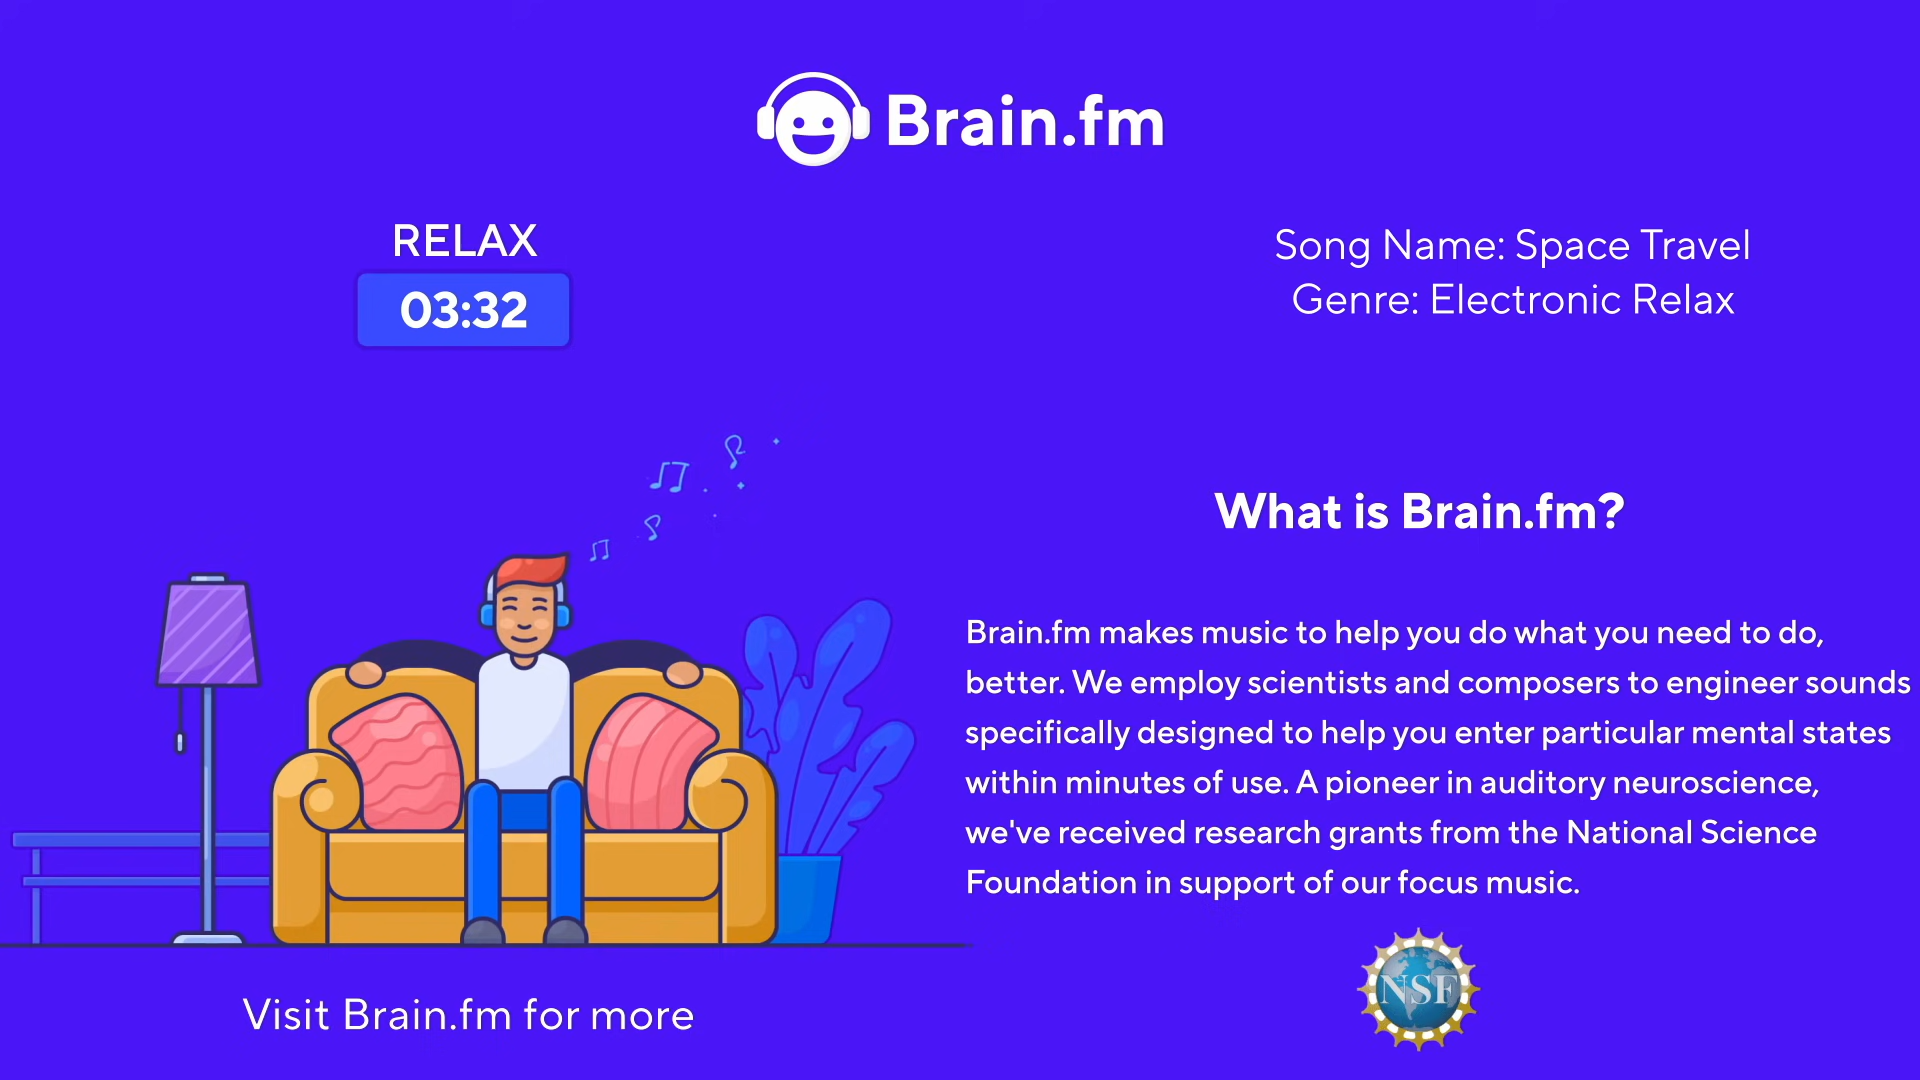 Brain.fm
RELAX
03:32
Song Name: Space Travel
Genre: Electronic Relax
What is Brain.fm?
Brain.fm makes music to help you do what you need to do,
better. We employ scientists and composers to engineer sounds
specifically designed to help you enter particular mental states
within minutes of use. A pioneer in auditory neuroscience,
we've received research grants from the National Science
Foundation in support of our focus music.
NSF
Visit Brain.fm for more